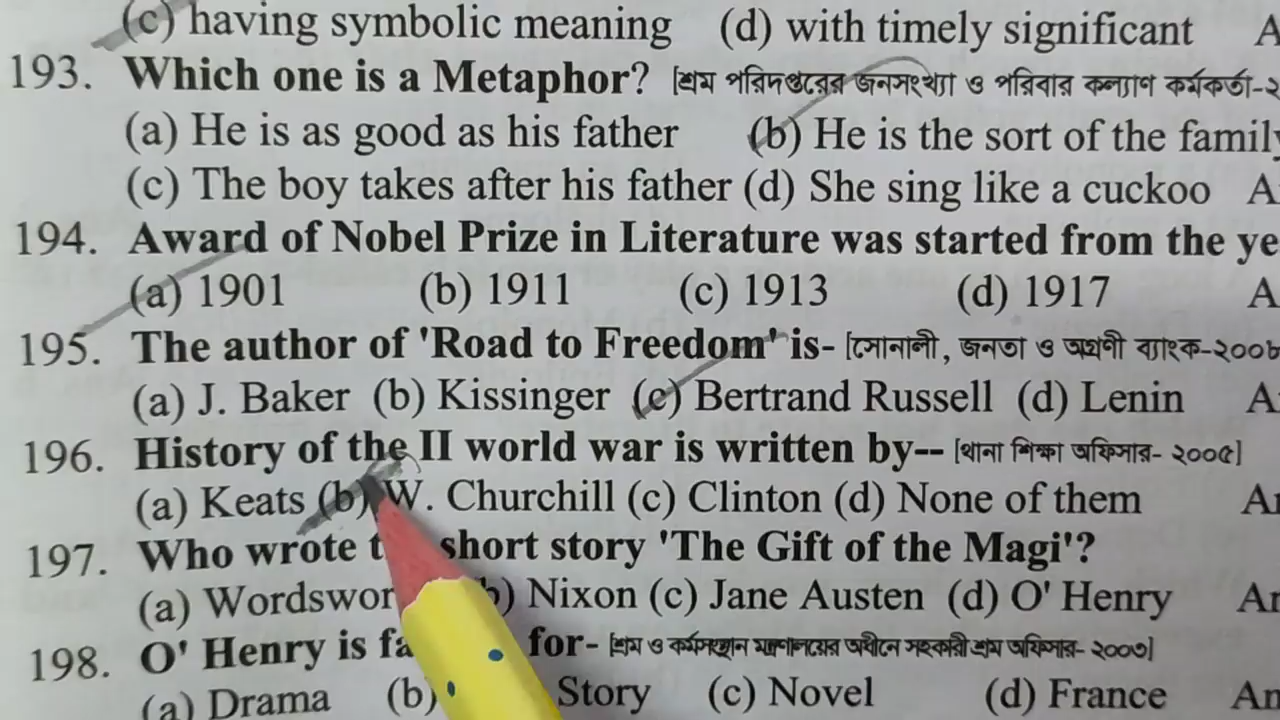 (c) having symbolic meaning (d) with timely significant A
193. Which one is a Metaphor? [শ্রম পরিদপ্তরের জনসংখ্যা ও পরিবার কল্যাণ কর্মকর্তা-২
(a) He is as good as his father (b) He is the sort of the family
(c) The boy takes after his father (d) She sing like a cuckoo A
194. Award of Nobel Prize in Literature was started from the ye
(a) 1901 (b) 1911 (c) 1913 (d) 1917 A
195. The author of 'Road to Freedom' is- [সোনালী, জনতা ও অগ্রণী ব্যাংক-২০০৮
(a) J. Baker (b) Kissinger (c) Bertrand Russell (d) Lenin A
196. History of the II world war is written by-- [থানা শিক্ষা অফিসার- ২০০৫]
(a) Keats (b) W. Churchill (c) Clinton (d) None of them Ar
197. Who wrote t short story 'The Gift of the Magi'?
(a) Wordswor b) Nixon (c) Jane Austen (d) O' Henry Ar
198. O' Henry is fa for- [শ্রম ও কর্মসংস্থান মন্ত্রণালয়ের অধীনে সহকারী শ্রম অফিসার- ২০০৩]
(a) Drama (b) Story (c) Novel (d) France An